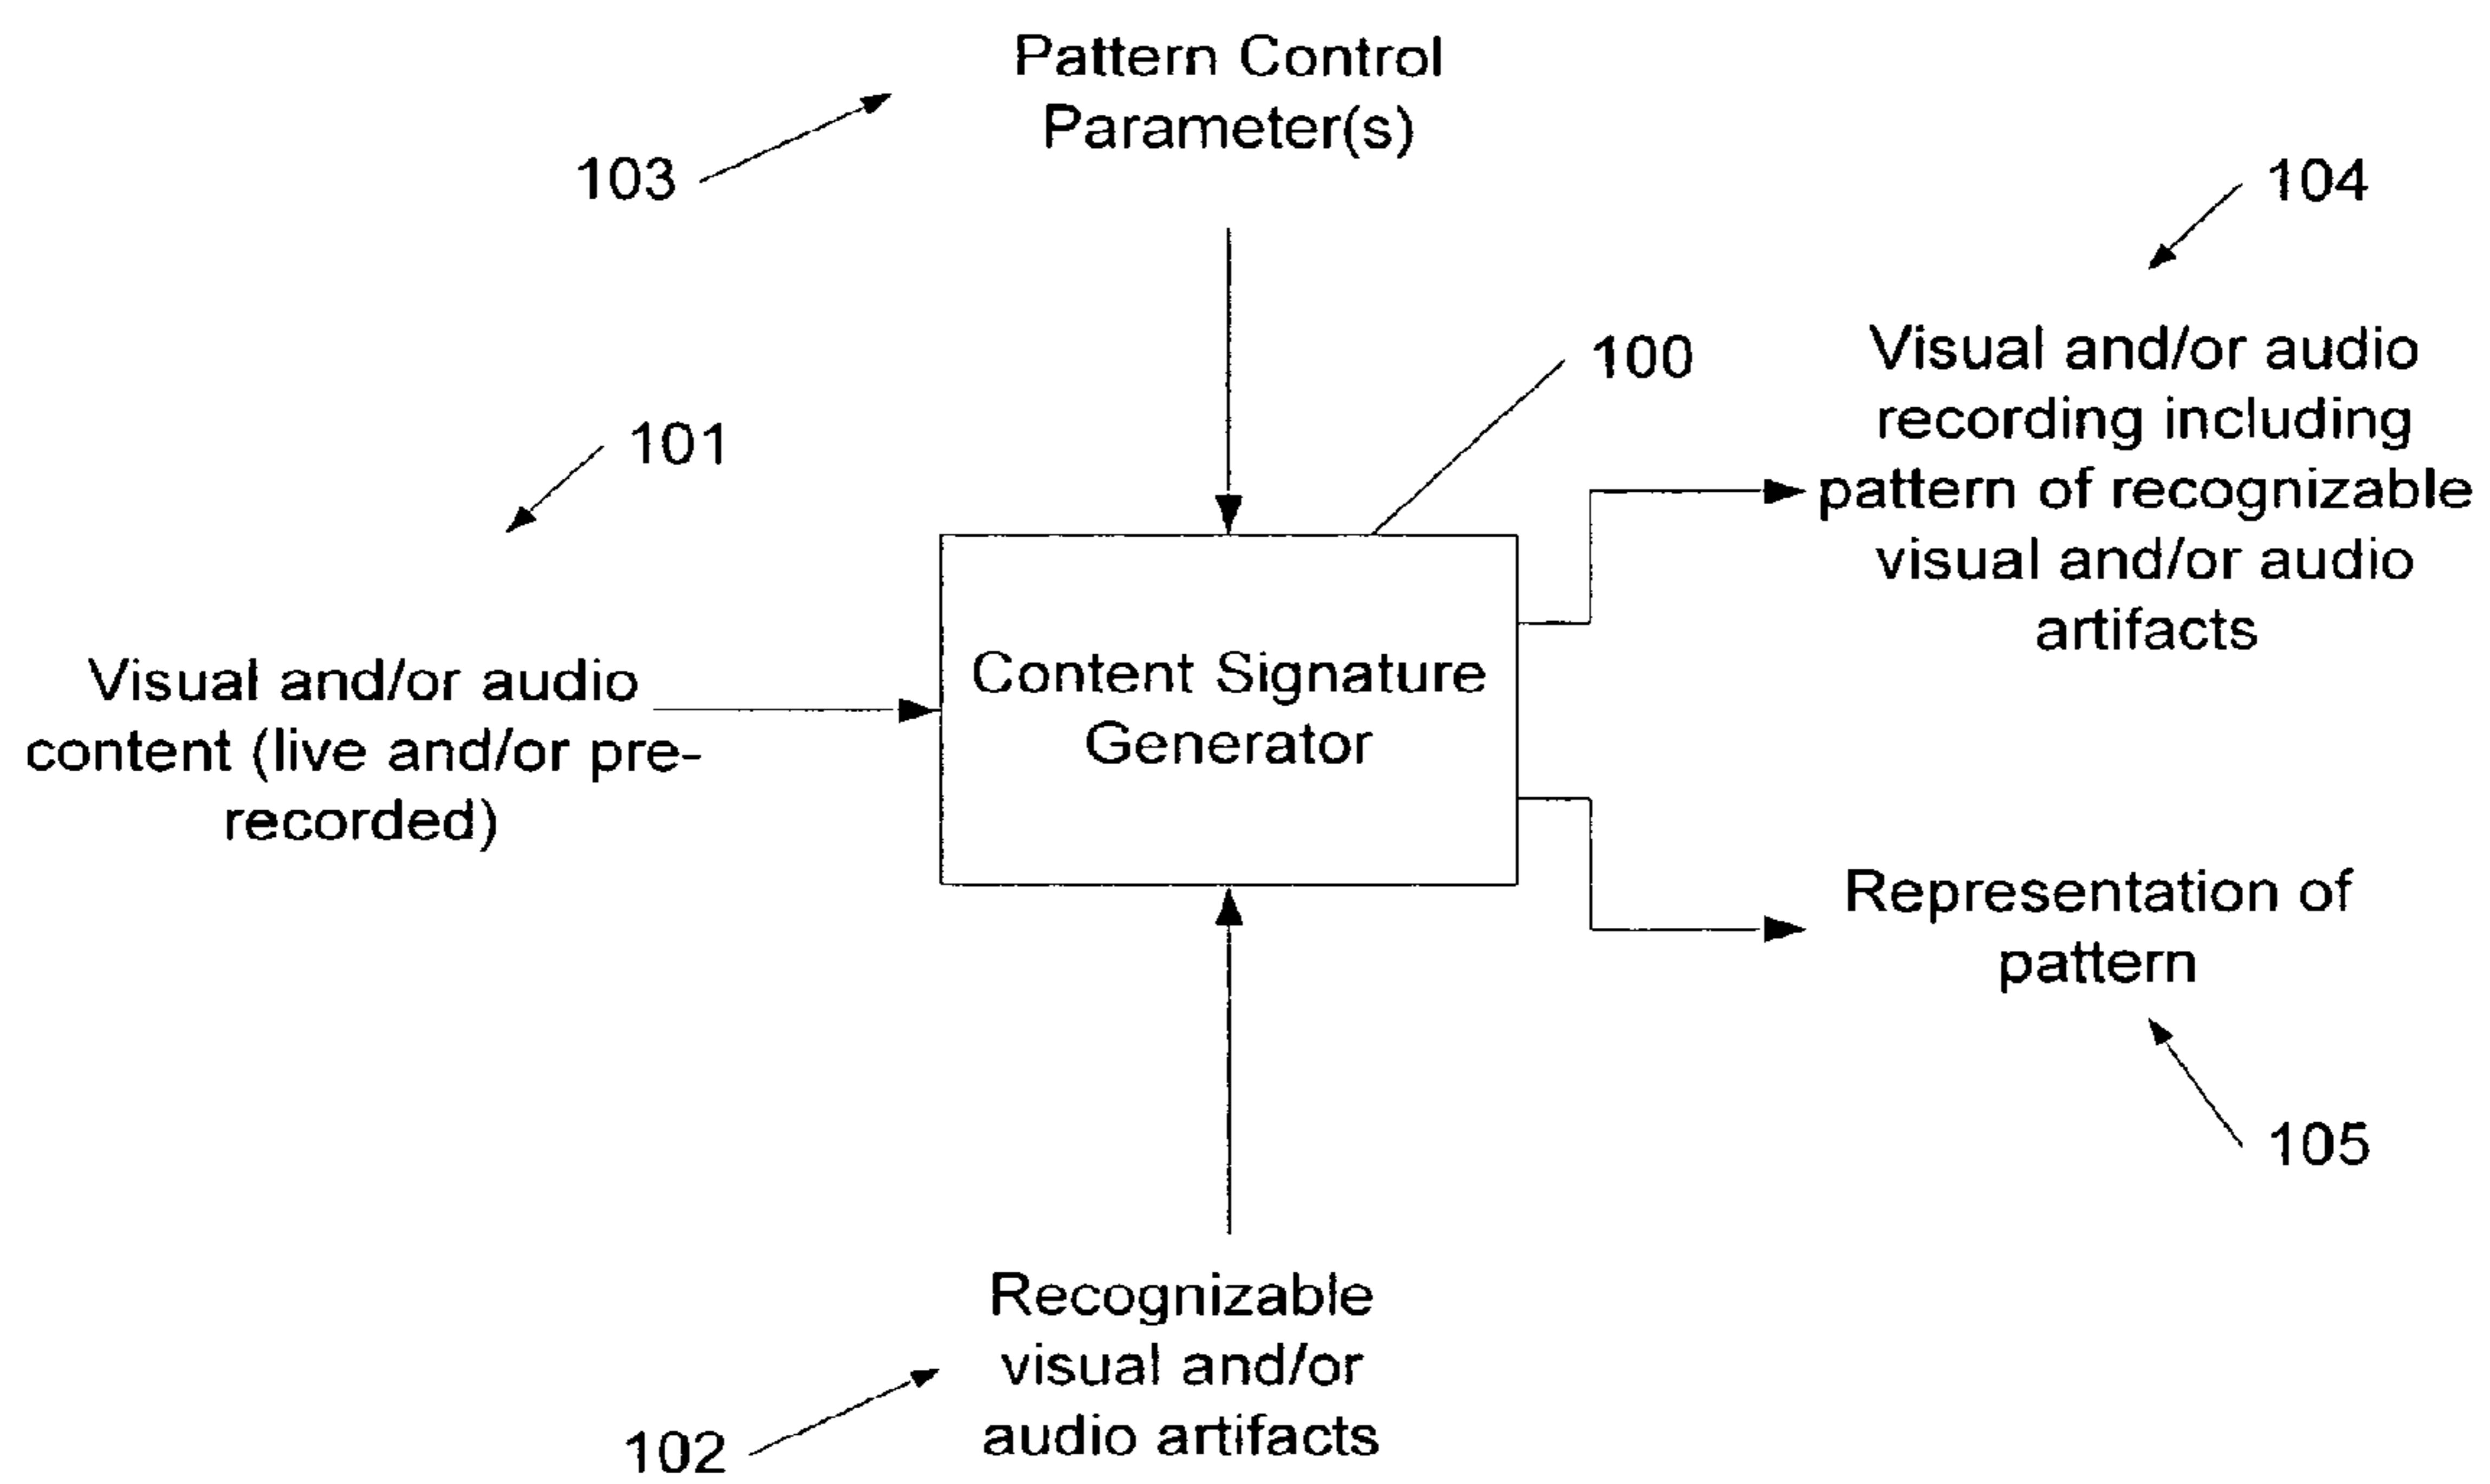 Pattern Control
Parameter(s)
103
104
100
Visual and/or audio
recording including
pattern of recognizable
visual and/or audio
artifacts
101
Visual and/or audio
content (live and/or pre-
recorded)
Content Signature
Generator
Representation of
pattern
105
Recognizable
visual and/or
audio artifacts
102